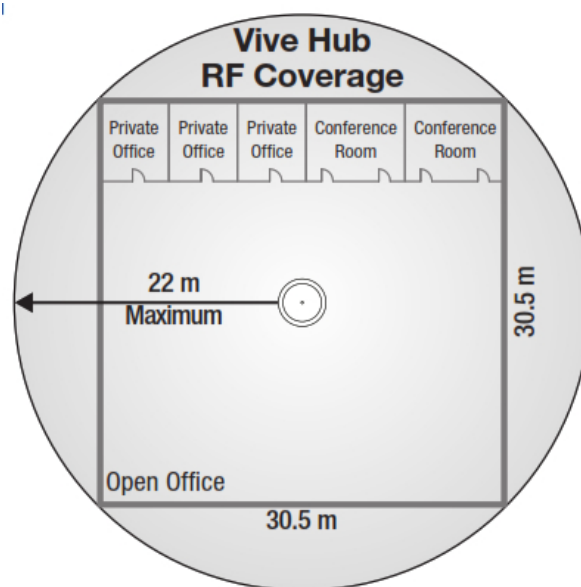 Vive Hub
RF Coverage
Private
Office
Private
Office
Private
Office
Conference
Room
Conference
Room
22 m
Maximum
30.5 m
Open Office
30.5 m